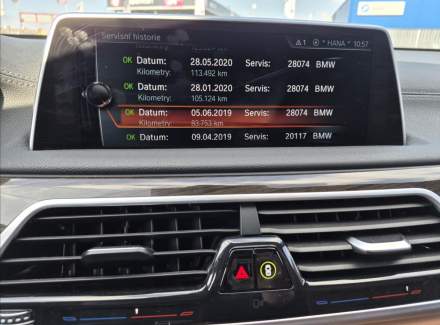 Servisní historie
1 * HANA 10:57
OK Datum: 28.05.2020 Servis: 28074 BMW
Kilometry: 113.492 km
OK Datum: 28.01.2020 Servis: 28074 BMW
Kilometry: 105.124 km
OK Datum: 05.06.2019 Servis: 28074 BMW
Kilometry: 93.753 km
OK Datum: 09.04.2019 Servis: 20117 BMW